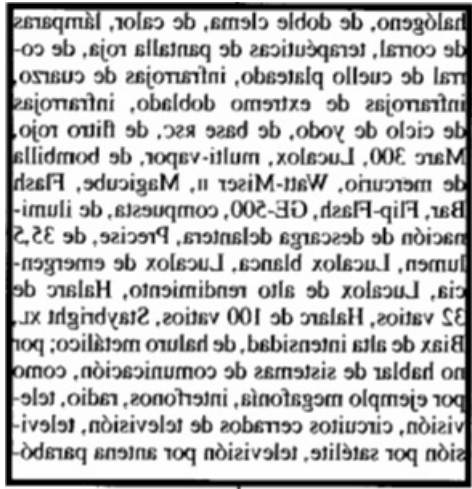 halógeno, de doble clema, de calor, lámparas
de corral, terapéuticas de pantalla roja, de co-
rral de cuello plateado, infrarrojas de cuarzo,
infrarrojas de extremo doblado, infrarrojas
de ciclo de yodo, de base RSC, de filtro rojo,
Marc 300, Lucalox, multi-vapor, de bombilla
de mercurio, Watt-Miser II, Magicube, Flash
Bar, Flip-Flash, GE-500, compuesta, de ilumi-
nación de descarga delantera, Precise, de 35,5
lumen, Lucalox blanca, Lucalox de emergen-
cia, Lucalox de alto rendimiento, Halarc de
32 vatios, Halarc de 100 vatios, Staybright XL,
Biax de alta intensidad, de haluro metálico; por
no hablar de sistemas de comunicación, como
por ejemplo megafonía, interfonos, radio, tele-
visión, circuitos cerrados de televisión, televi-
sión por satélite, televisión por antena parabó-